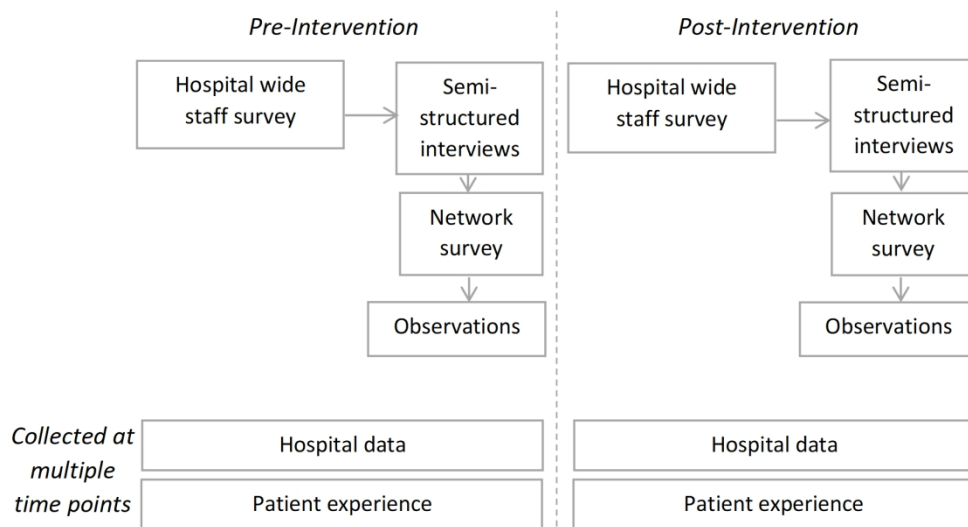 Pre-Intervention
Hospital wide
staff survey
Semi-
structured
interviews
Network
survey
Observations
Post-Intervention
Hospital wide
staff survey
Semi-
structured
interviews
Network
survey
Observations
Collected at
multiple
time points
Hospital data
Patient experience
Hospital data
Patient experience